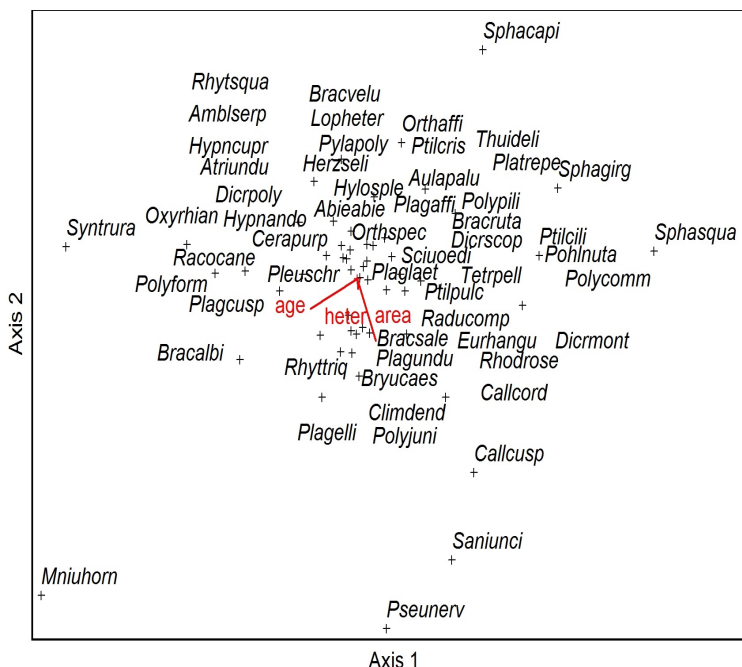 Sphacapi
Rhytsqua
Bracvelu
Amblserp
Lopheter
Orthaffi
Hypncupr
Pylapoly
Ptilcris
Thuideli
Atriundu
Herzseli
Platrepe
Sphagirg
Aulapalu
Dicrpoly
Hylosple
Plagaffi
Polypili
Oxyrhian
Hypnando
Abieabie
Bracruta
Syntrura
Cerapurp
Orthspec
Dicrscop
Ptilcili
Sphasqua
Racocane
Sciuoedi
Pohlnuta
Polyform
Pleuschr
Plaglaet
Tetrpell
Polycomm
Plagcusp
age
Ptilpulc
heter
area
Raducomp
Bracalbi
Bracsale
Eurhangu
Dicrmont
Rhyttriq
Plagundu
Rhodrose
Bryucaes
Callcord
Climdend
Plagelli
Polyjuni
Callcusp
Saniunci
Mniuhorn
Pseunerv
Axis 2
Axis 1